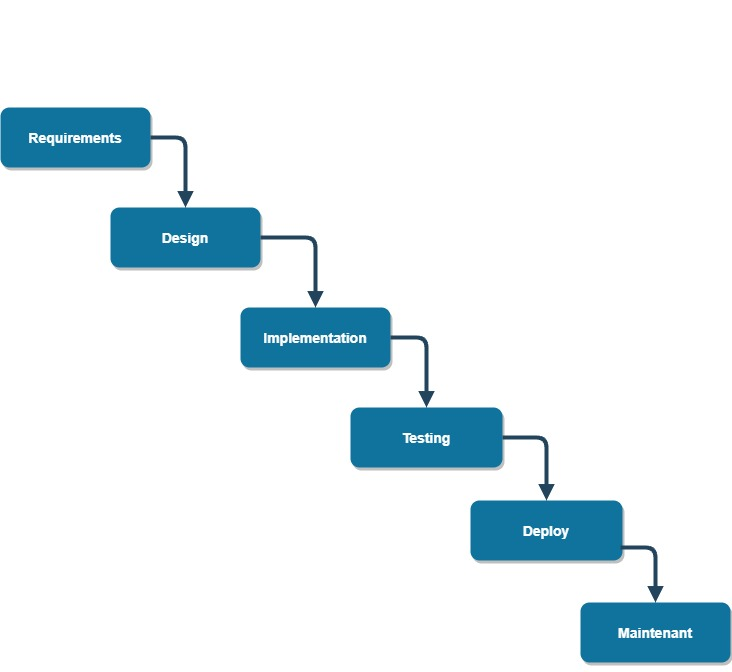 Requirements
Design
Implementation
Testing
Deploy
Maintenant